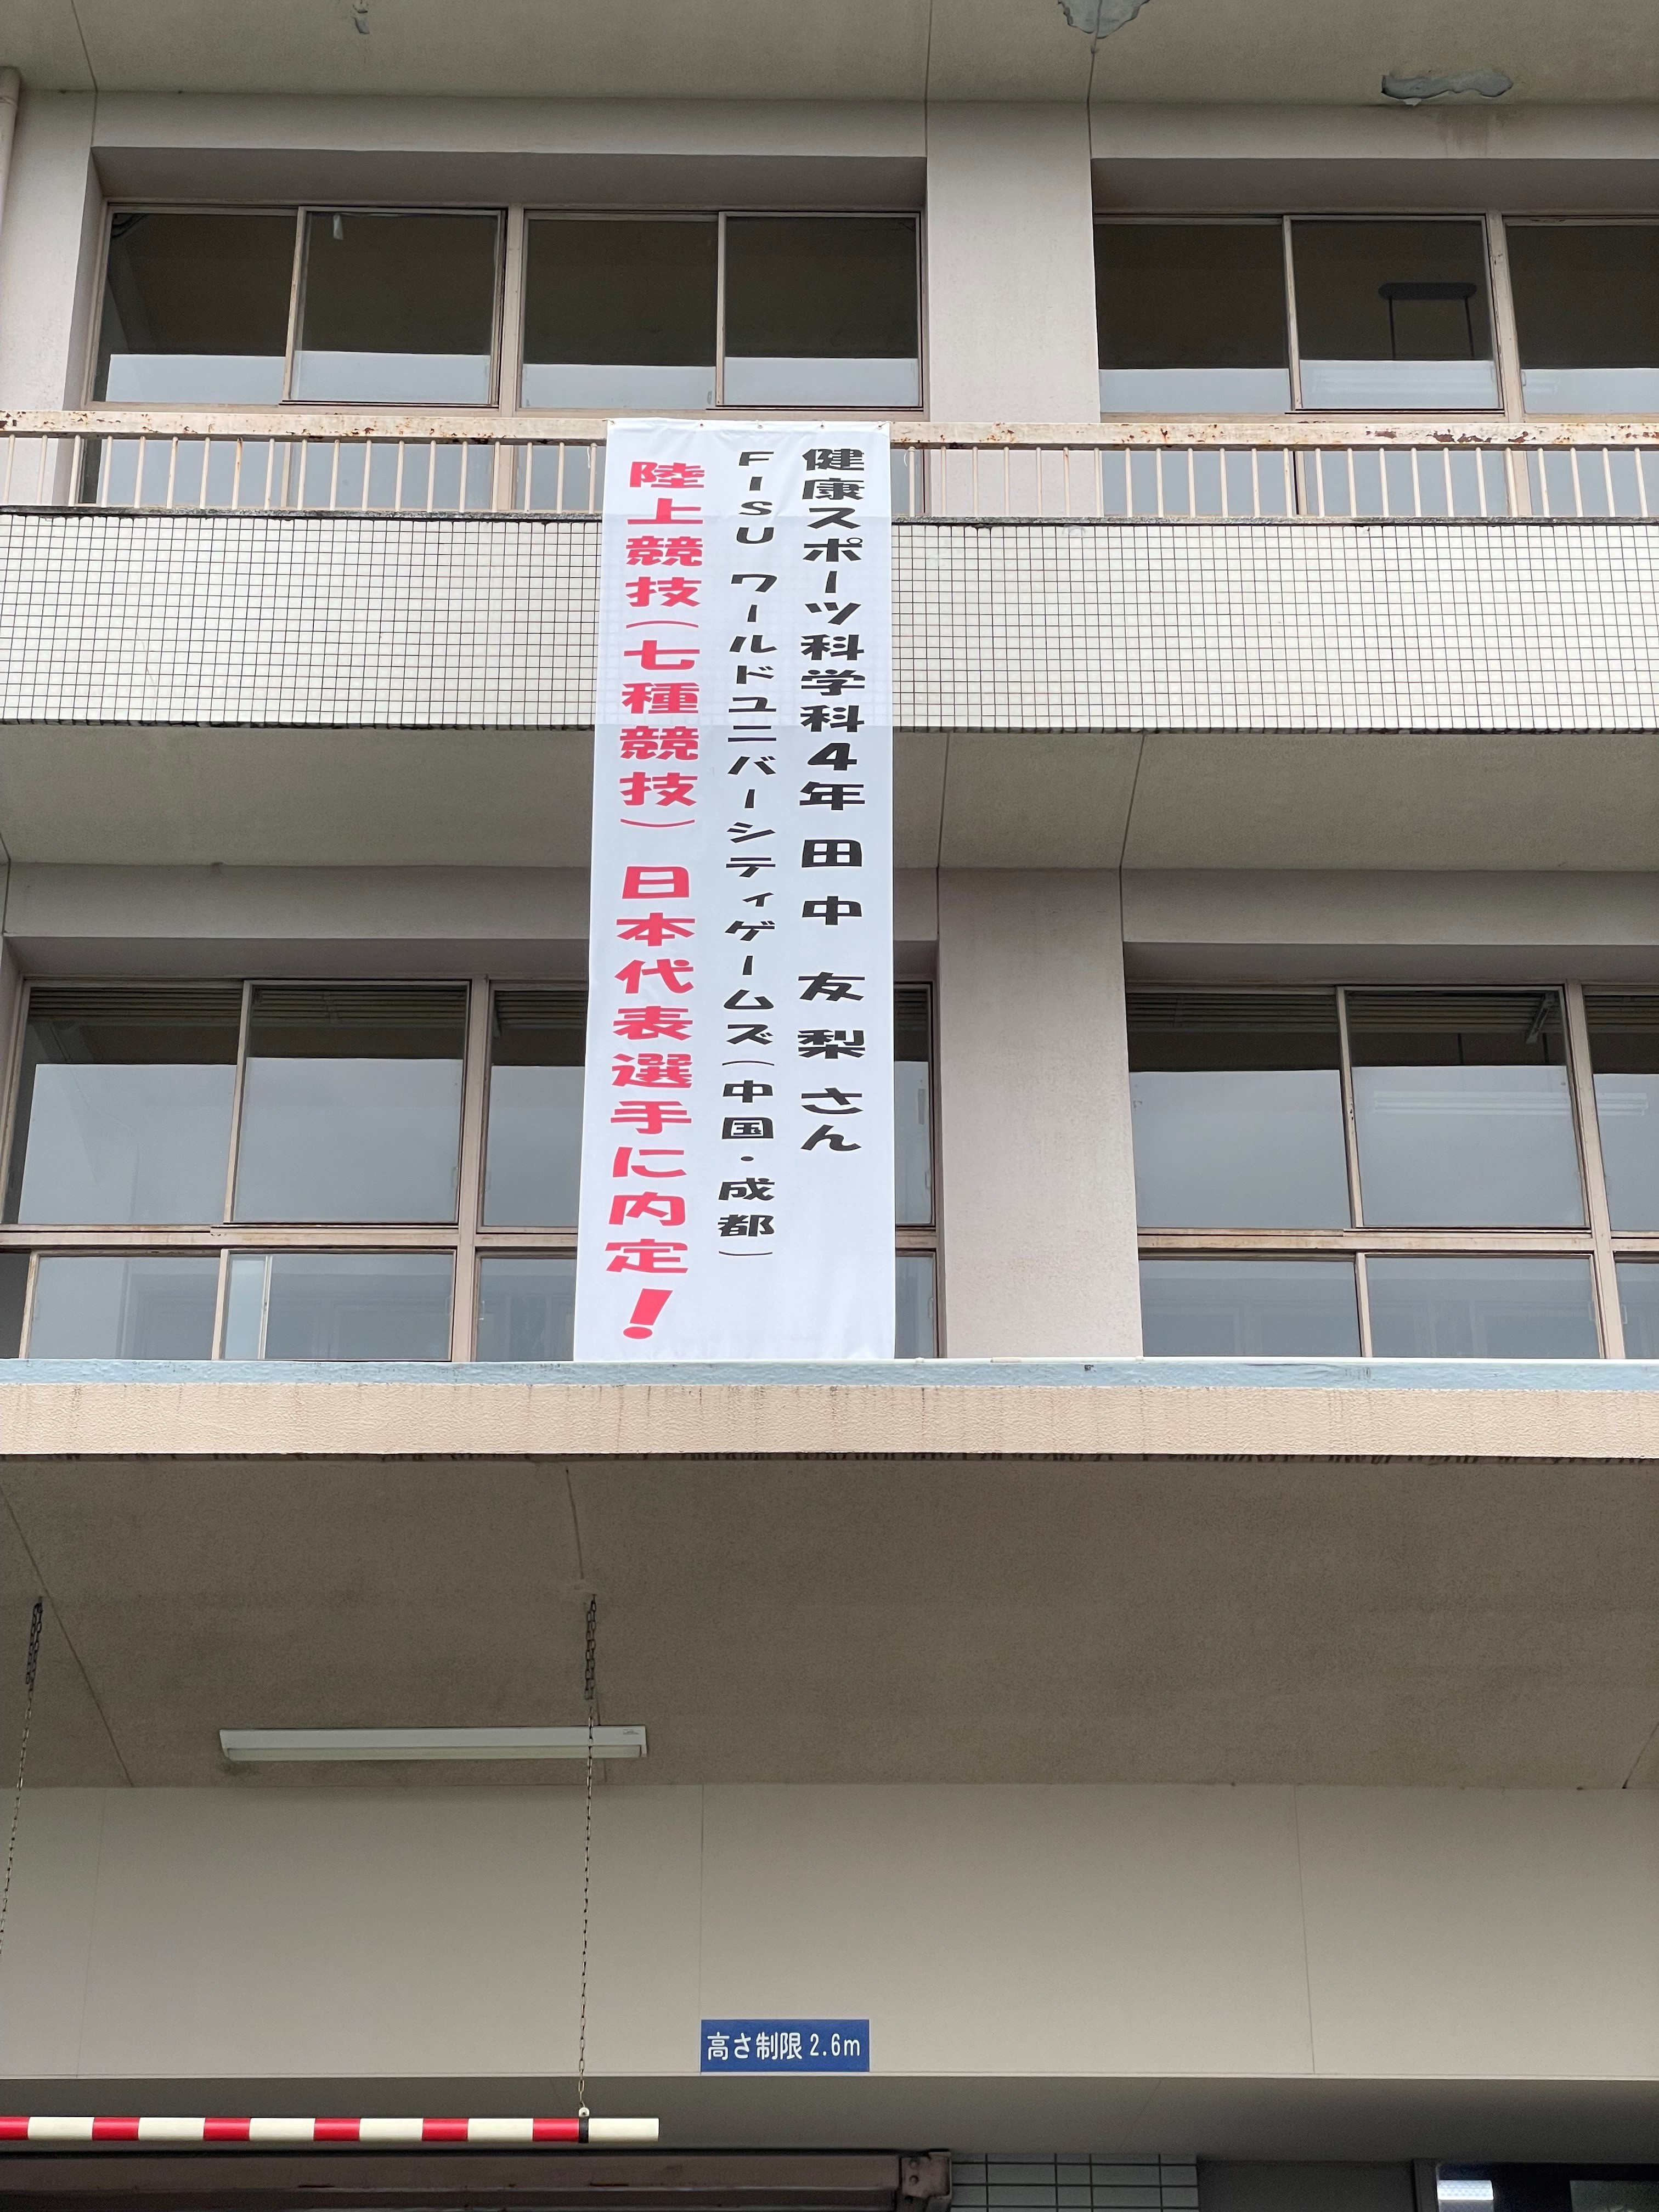 健康スポーツ科学科4年 田中 友梨さん
FISU ワールドユニバーシティゲームズ(中国・成都)
陸上競技(七種競技) 日本代表選手に内定！
高さ制限2.6m